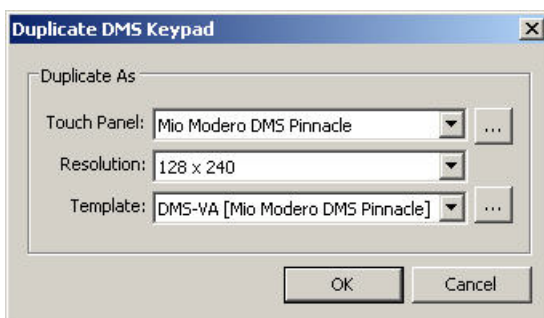 Duplicate DMS Keypad
Duplicate As
Touch Panel: Mio Modero DMS Pinnacle ...
Resolution: 128 x 240
Template: DMS-VA [Mio Modero DMS Pinnacle] ...
OK Cancel